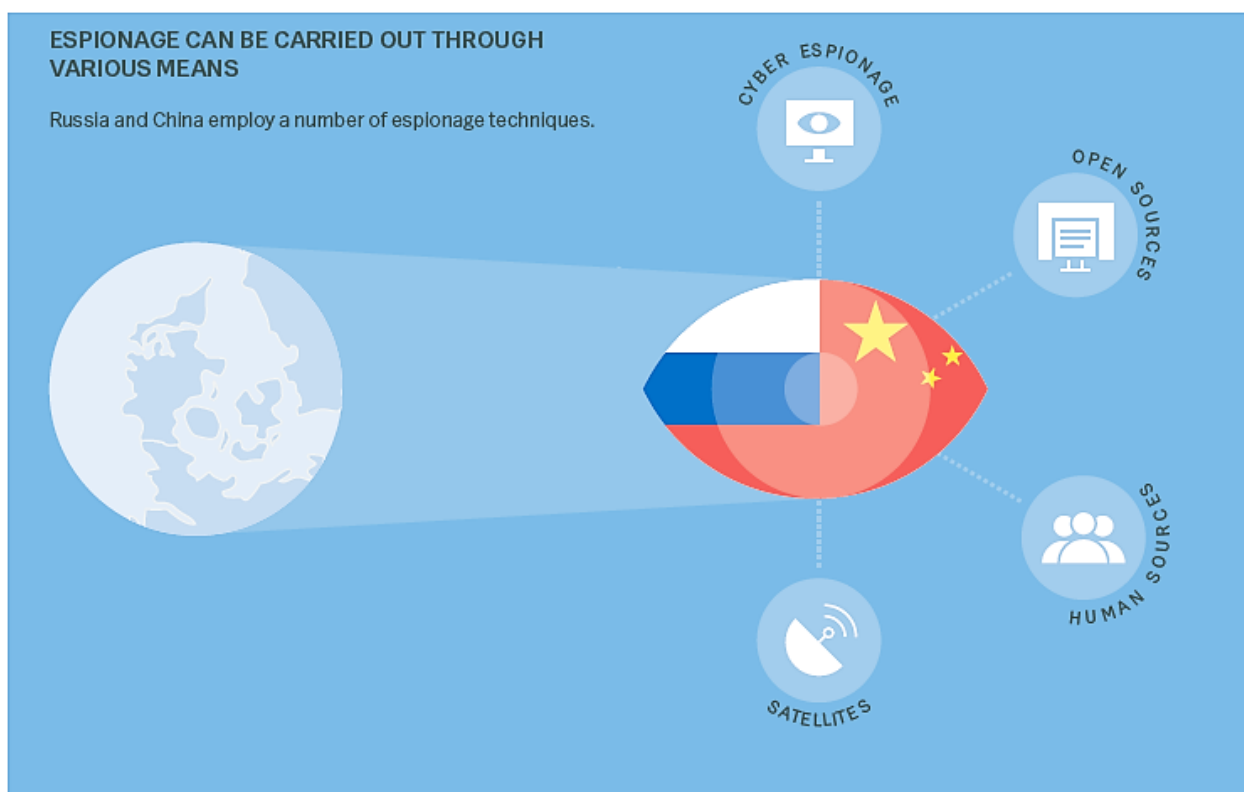 ESPIONAGE CAN BE CARRIED OUT THROUGH
VARIOUS MEANS
Russia and China employ a number of espionage techniques.
CYBER ESPIONAGE
OPEN SOURCES
HUMAN SOURCES
SATELLITES